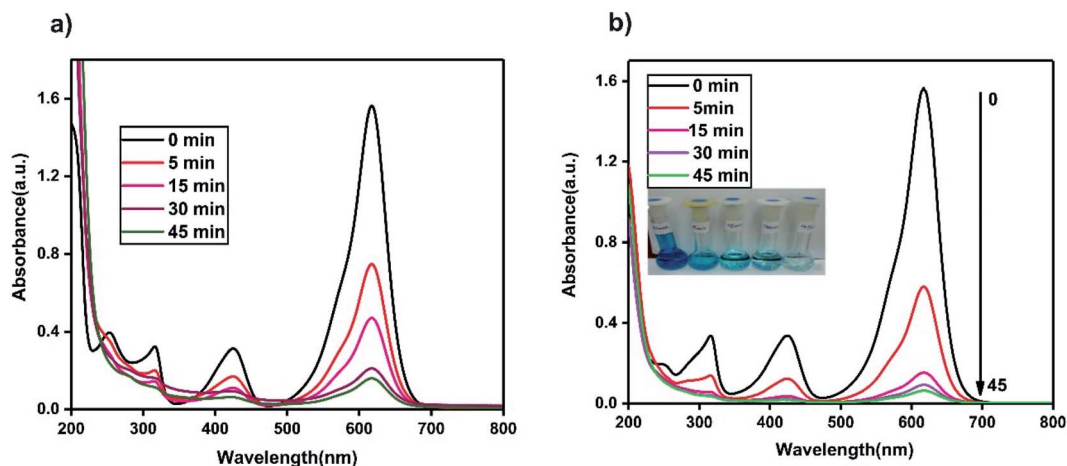 a)
Absorbance(a.u.)
1.6
1.2
0.8
0.4
0.0
0 min
5 min
15 min
30 min
45 min
200 300 400 500 600 700 800
Wavelength(nm)
b)
Absorbance(a.u.)
1.6
1.2
0.8
0.4
0.0
0 min
5min
15 min
30 min
45 min
0
45
200 300 400 500 600 700 800
Wavelength(nm)